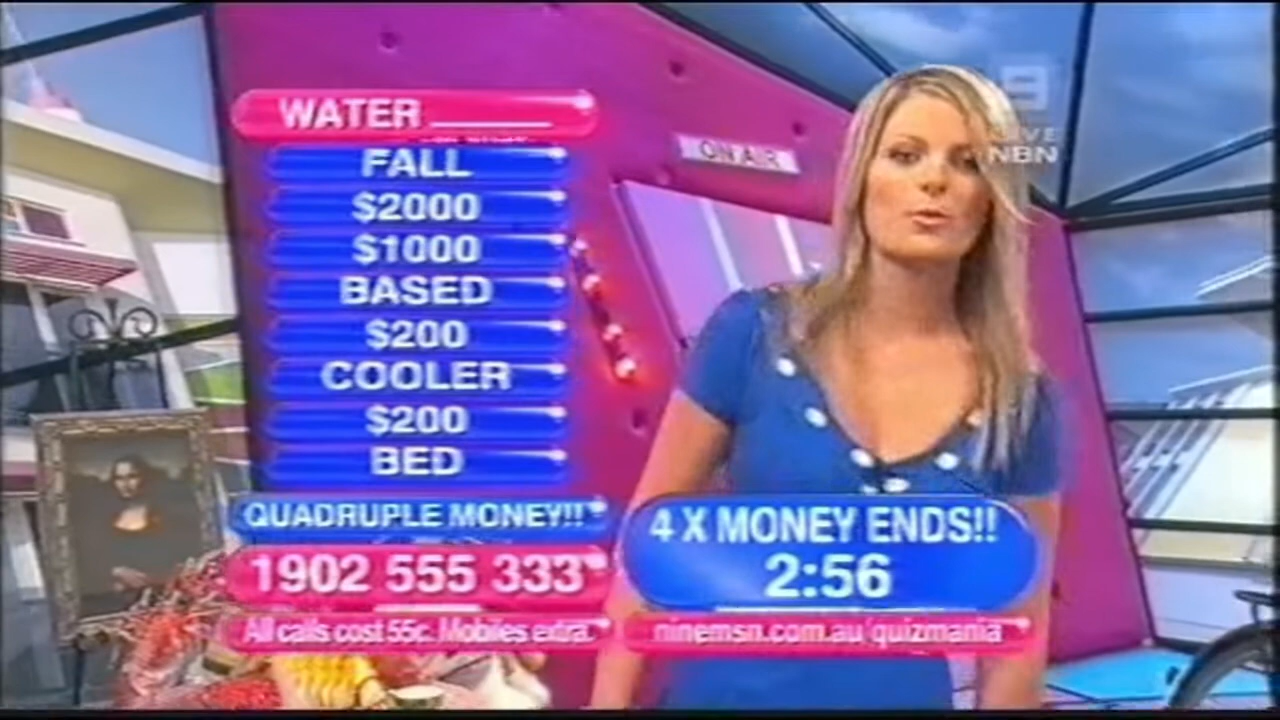 9
LIVE
NBN
ON AIR
WATER ________
FALL
$2000
$1000
BASED
$200
COOLER
$200
BED
QUADRUPLE MONEY!!
1902 555 333
All calls cost 55c. Mobiles extra.
4 X MONEY ENDS!!
2:56
ninemsn.com.au/quizmania